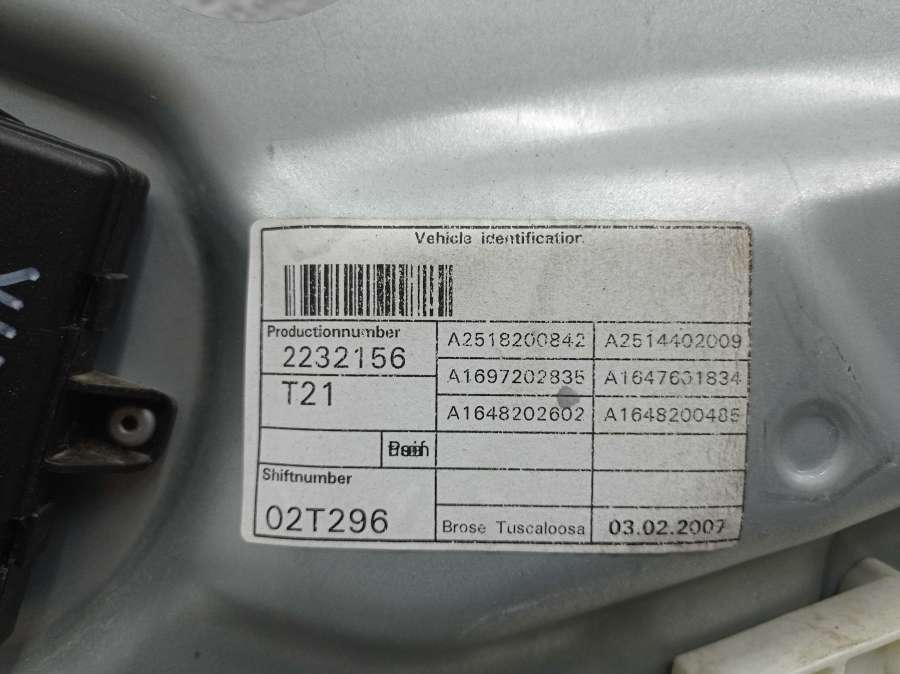 Vehicle identification
Productionnumber
2232156
A2518200842 A2514402009
T21
A1697202835 A1647601834
A1648202602 A1648200485
Shiftnumber
02T296
Brose Tuscaloosa 03.02.2007